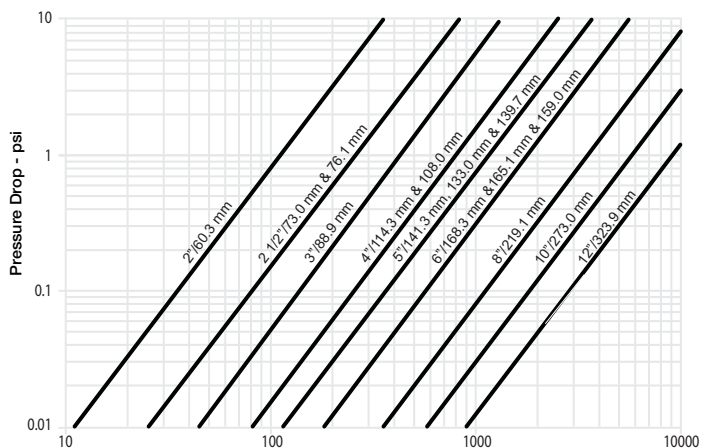 10
1
0.1
0.01
Pressure Drop - psi
2"/60.3 mm
2 1/2"/73.0 mm & 76.1 mm
3"/88.9 mm
4"/114.3 mm & 108.0 mm
5"/141.3 mm, 133.0 mm & 139.7 mm
6"/168.3 mm &165.1 mm & 159.0 mm
8"/219.1 mm
10"/273.0 mm
12"/323.9 mm
10 100 1000 10000